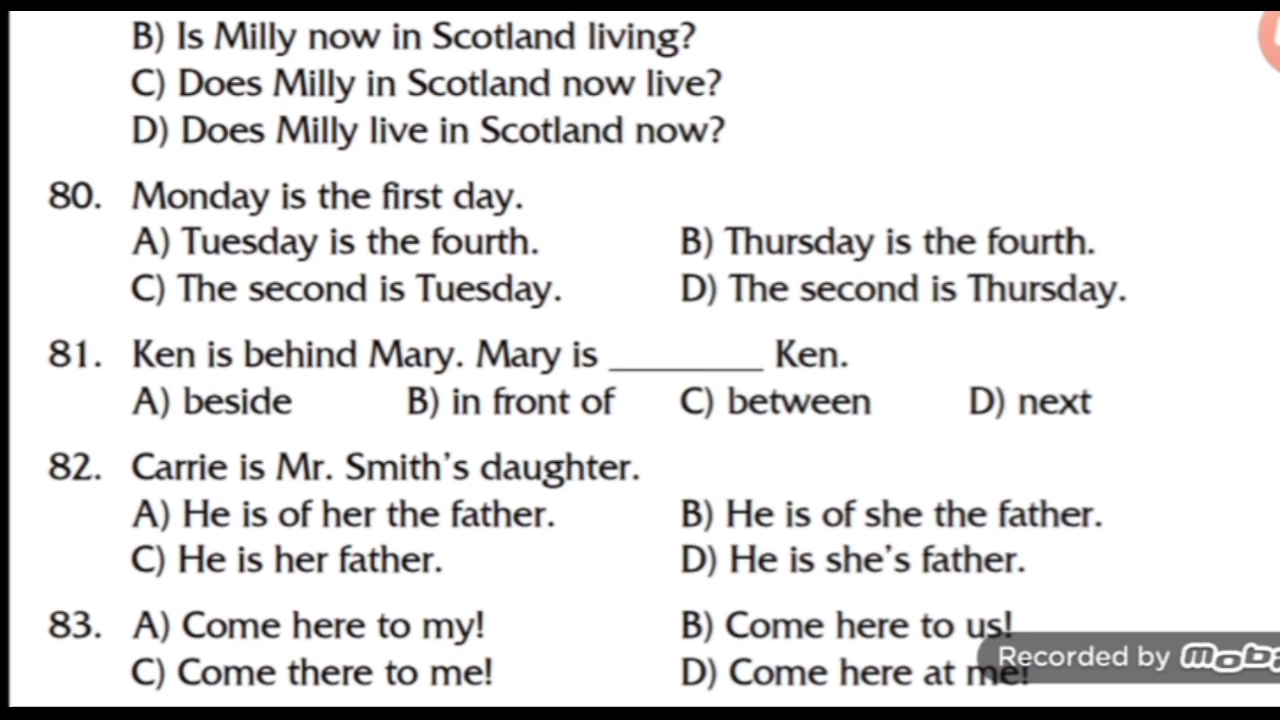 B) Is Milly now in Scotland living?
C) Does Milly in Scotland now live?
D) Does Milly live in Scotland now?
80. Monday is the first day.
A) Tuesday is the fourth. B) Thursday is the fourth.
C) The second is Tuesday. D) The second is Thursday.
81. Ken is behind Mary. Mary is ________ Ken.
A) beside B) in front of C) between D) next
82. Carrie is Mr. Smith's daughter.
A) He is of her the father. B) He is of she the father.
C) He is her father. D) He is she's father.
83. A) Come here to my! B) Come here to us!
C) Come there to me! D) Come here at me!
Recorded by